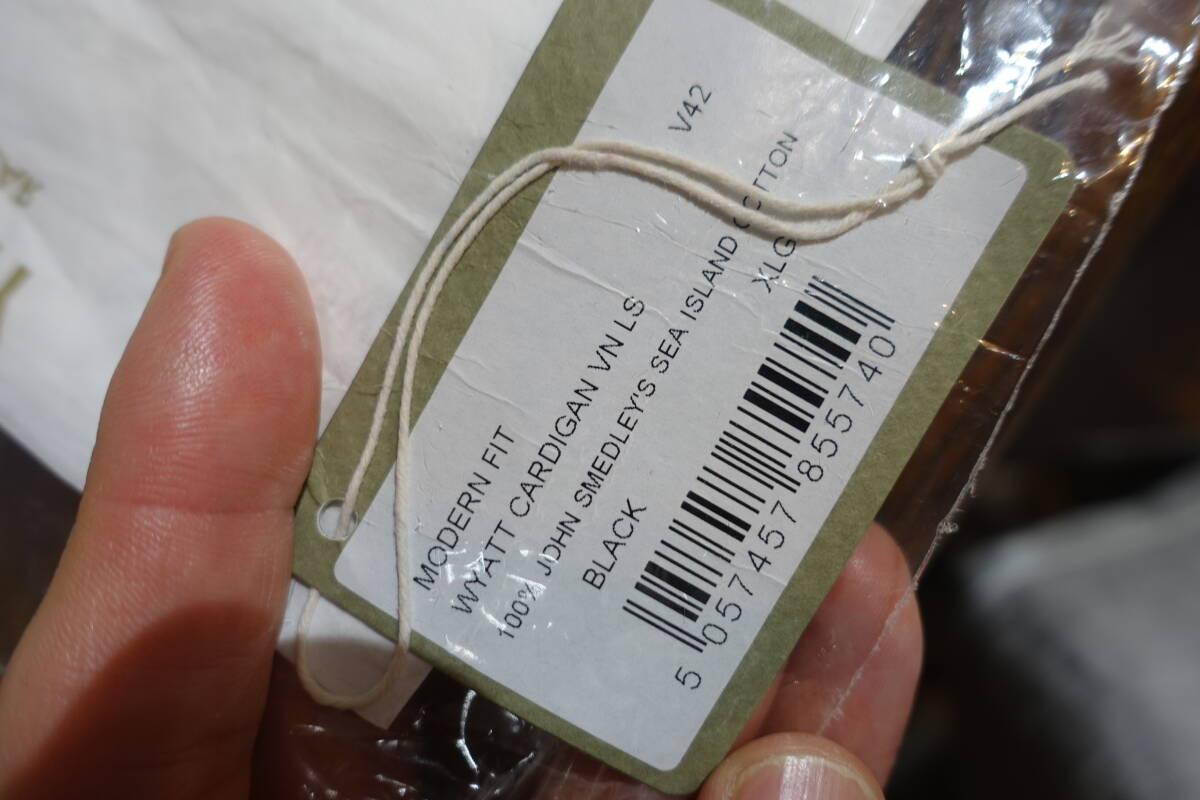 V42
MODERN FIT
WYATT CARDIGAN VN LS
100% JOHN SMEDLEY'S SEA ISLAND COTTON
BLACK XLG
5 057457 855740